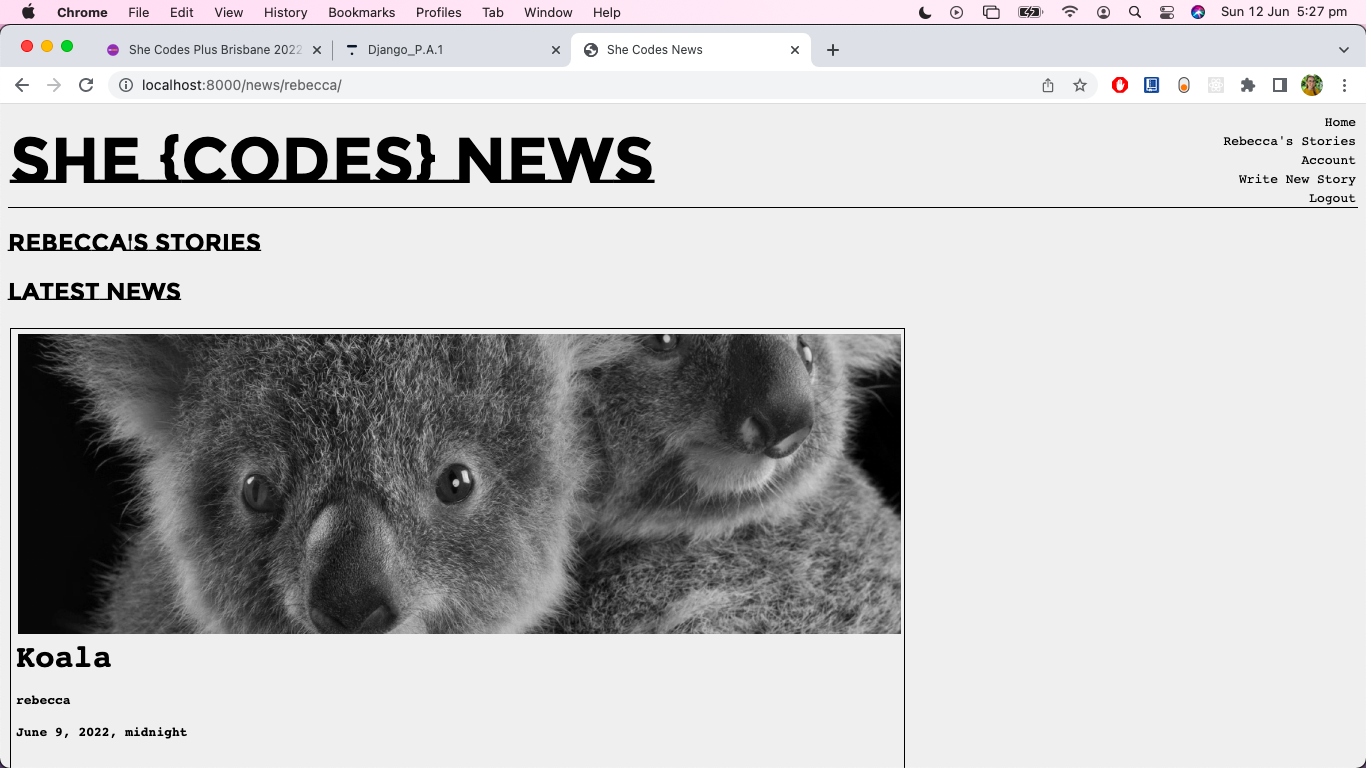 Chrome File Edit View History Bookmarks Profiles Tab Window Help Sun 12 Jun 5:27 pm
She Codes Plus Brisbane 2022 Django_P.A.1 She Codes News
localhost:8000/news/rebecca/
SHE {CODES} NEWS
Home
Rebecca's Stories
Account
Write New Story
Logout
REBECCA'S STORIES
LATEST NEWS
Koala
rebecca
June 9, 2022, midnight